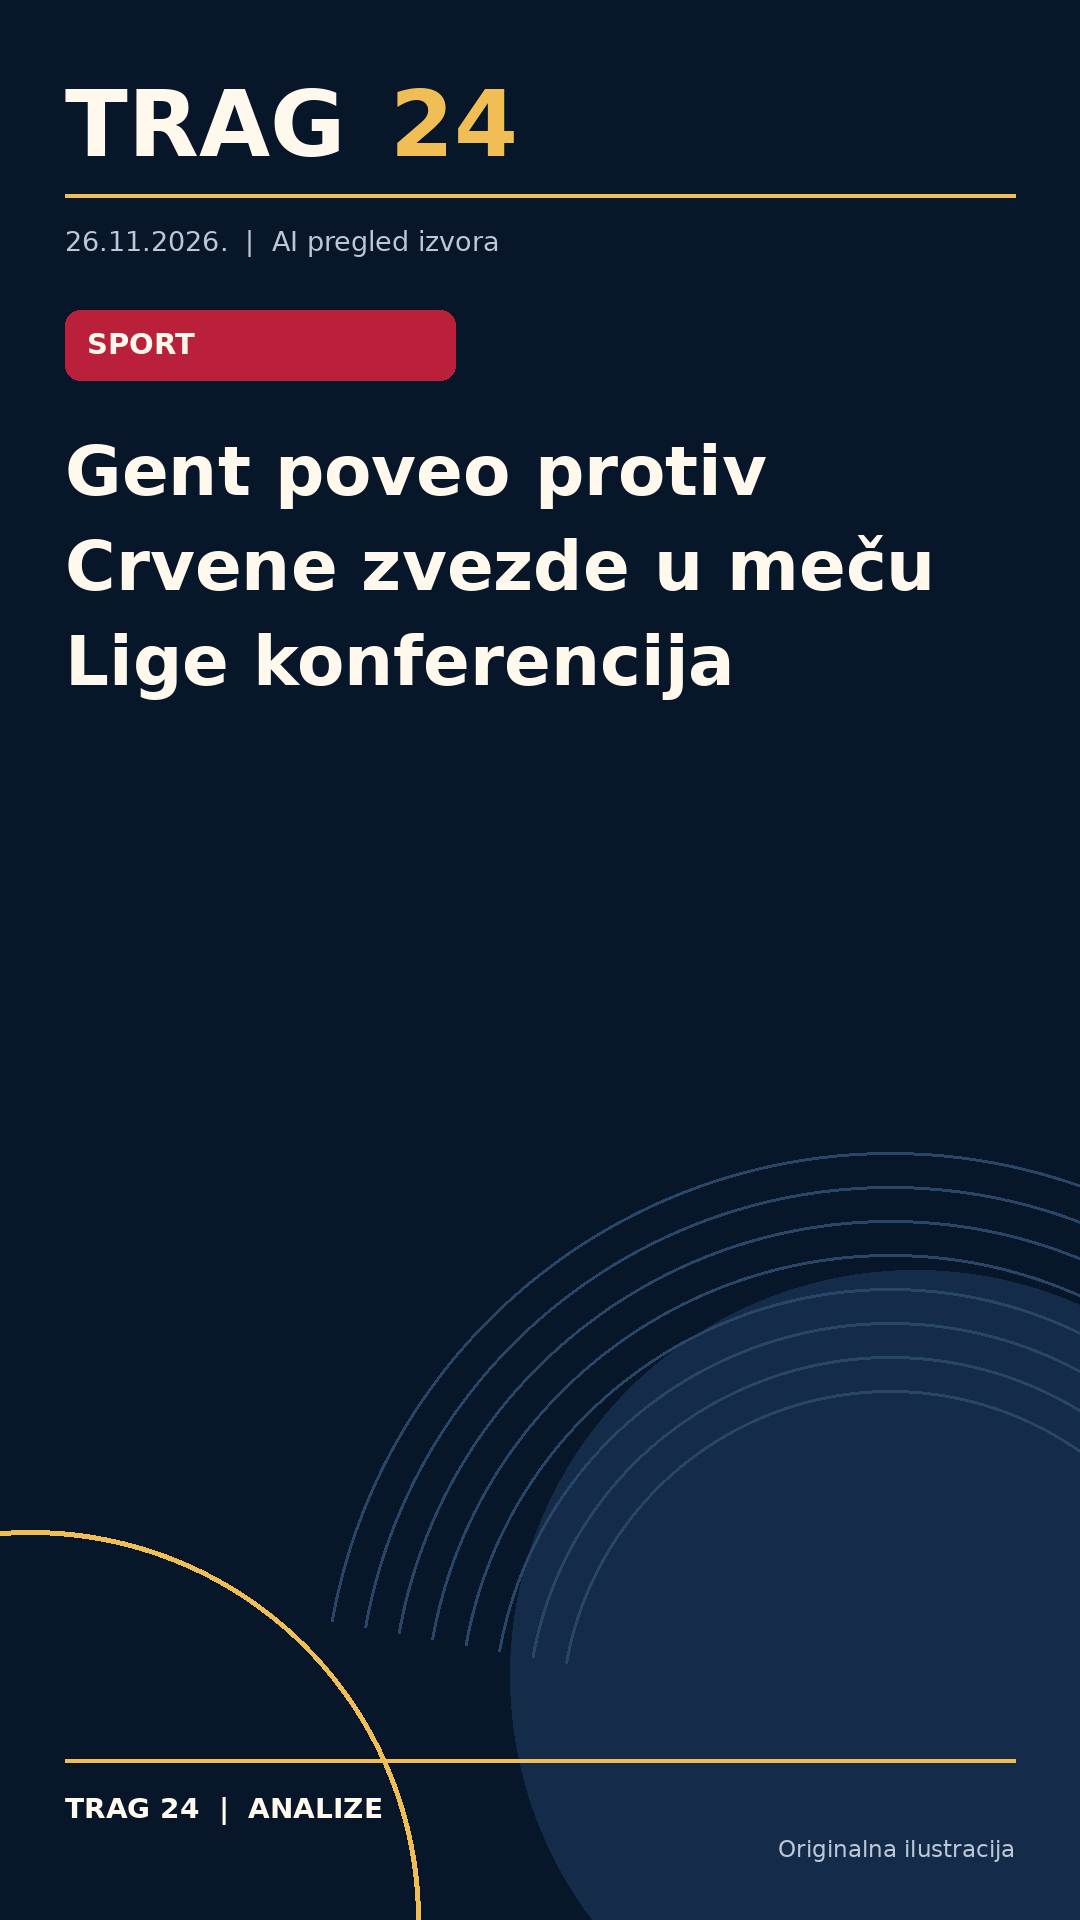 TRAG 24
26.11.2026. | AI pregled izvora
SPORT
Gent poveo protiv
Crvene zvezde u meču
Lige konferencija
TRAG 24 | ANALIZE
Originalna ilustracija